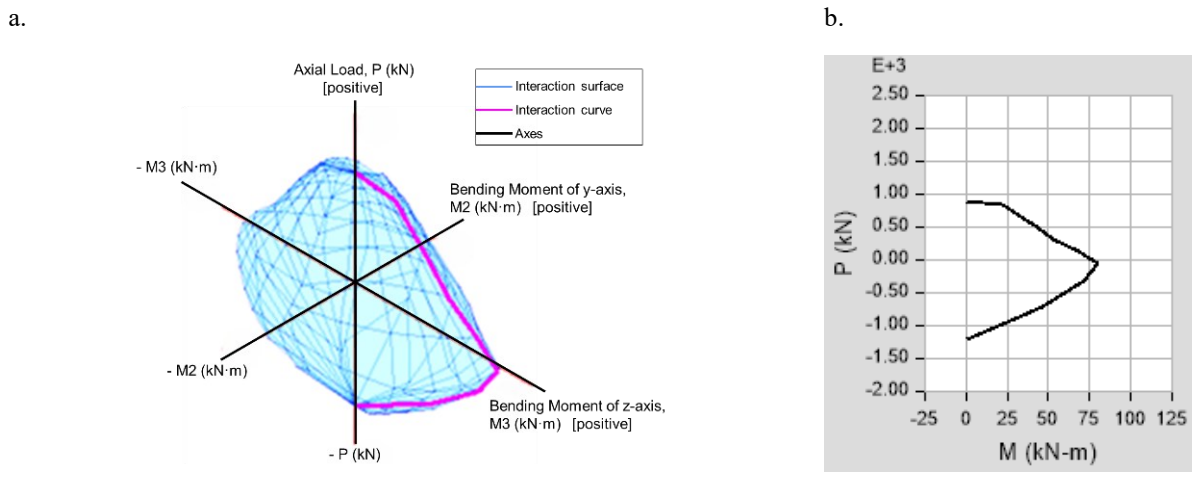 a.
Axial Load, P (kN)
[positive]
Interaction surface
Interaction curve
Axes
- M3 (kN·m)
Bending Moment of y-axis,
M2 (kN·m) [positive]
- M2 (kN·m)
Bending Moment of z-axis,
M3 (kN·m) [positive]
- P (kN)
b.
E+3
2.50
2.00
1.50
1.00
0.50
0.00
-0.50
-1.00
-1.50
-2.00
P (kN)
-25 0 25 50 75 100 125
M (kN-m)